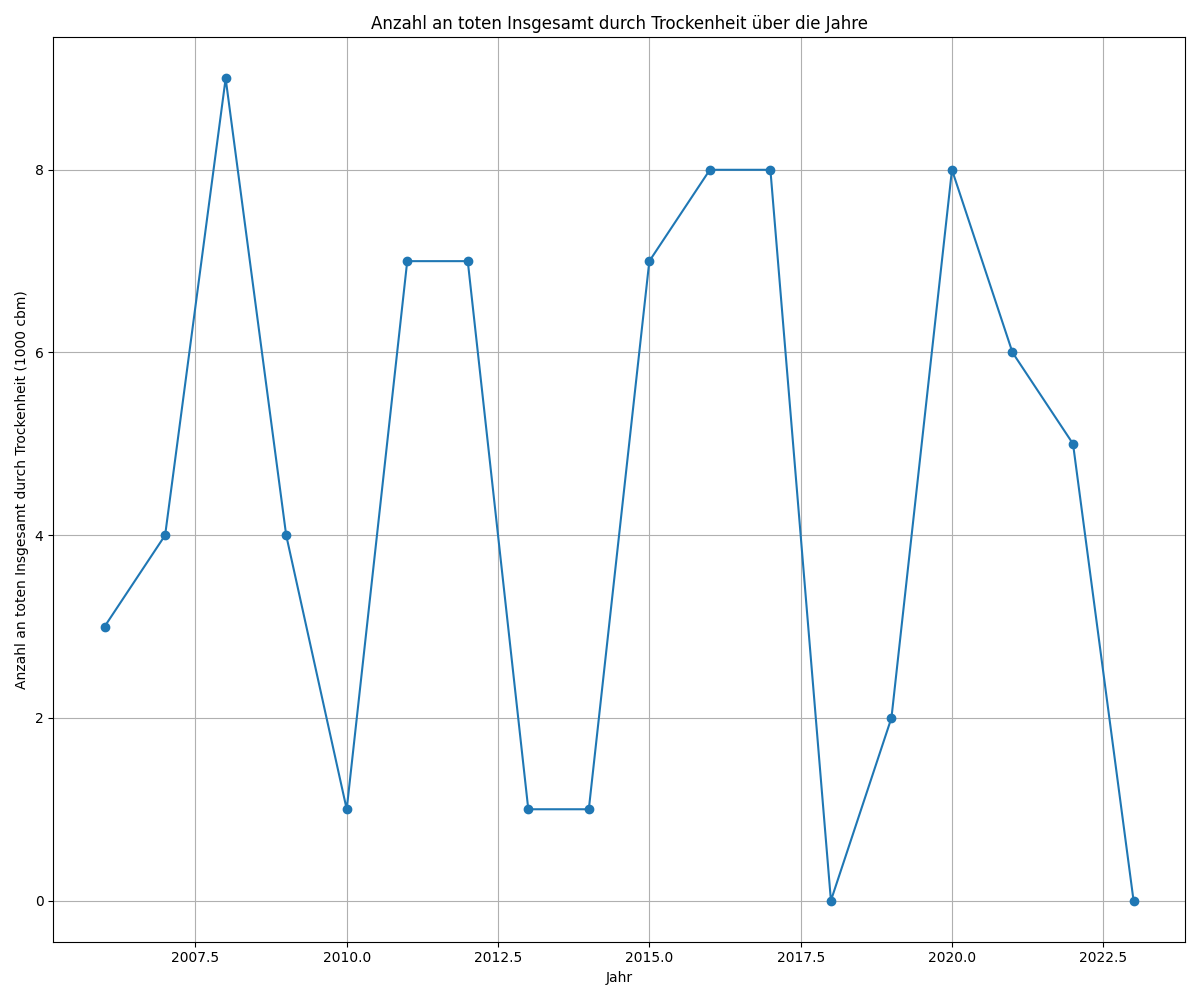 Anzahl an toten Insgesamt durch Trockenheit über die Jahre
Anzahl an toten Insgesamt durch Trockenheit (1000 cbm)
8
6
4
2
0
2007.5 2010.0 2012.5 2015.0 2017.5 2020.0 2022.5
Jahr